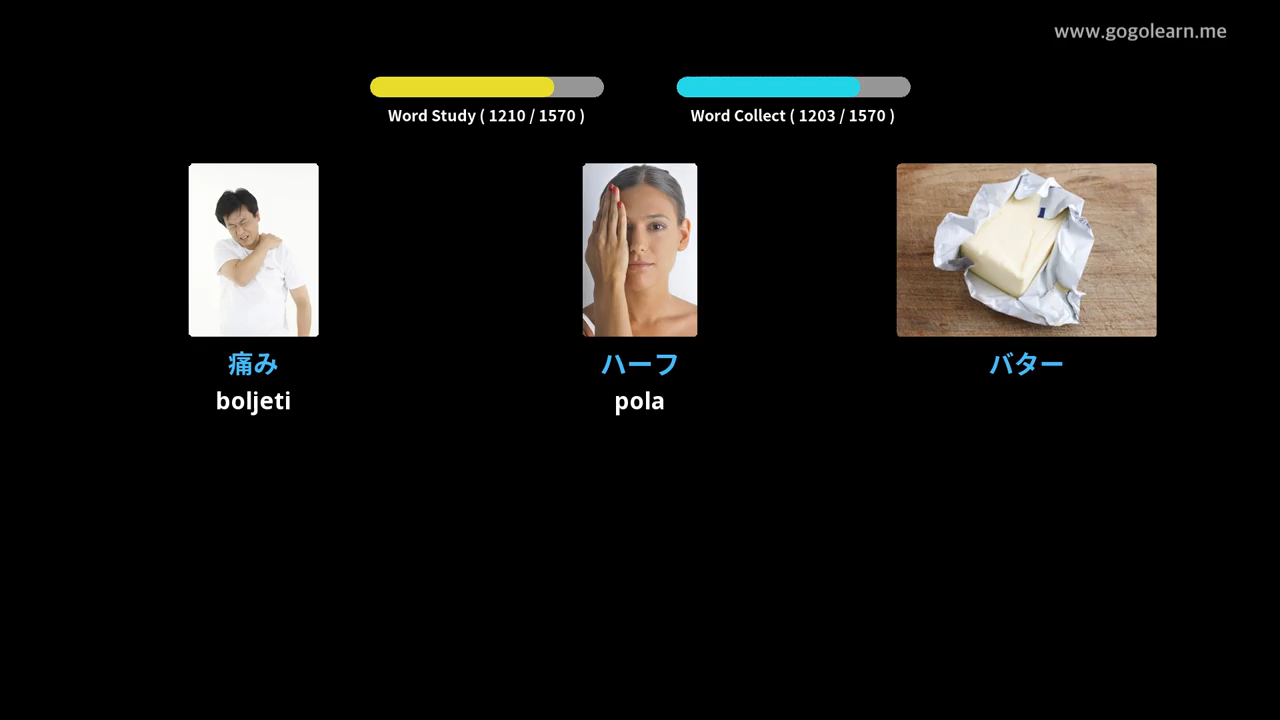 www.gogolearn.me
Word Study ( 1210 / 1570 )
Word Collect ( 1203 / 1570 )
痛み
boljeti
ハーフ
pola
バター